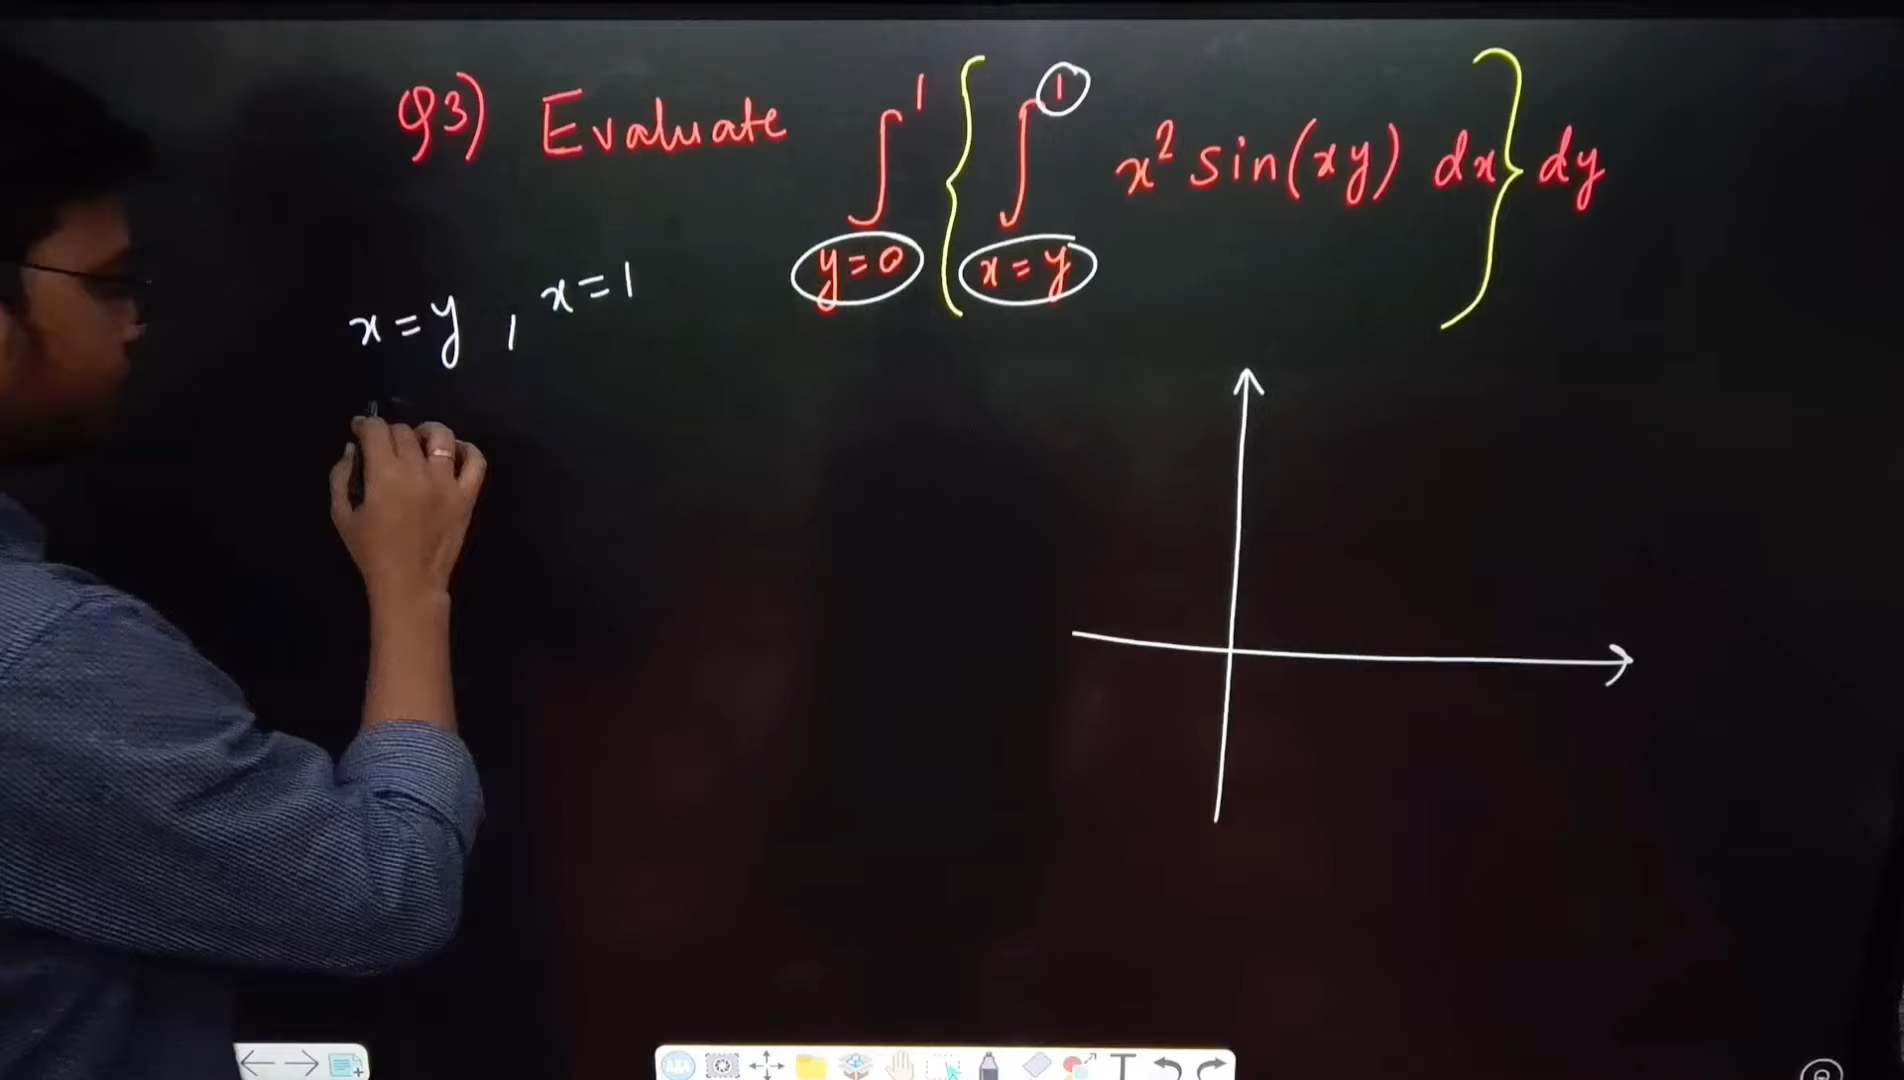 Q3) Evaluate ∫_{y=0}^{1} { ∫_{x=y}^{1} x² sin(xy) dx } dy
x = y , x = 1
T